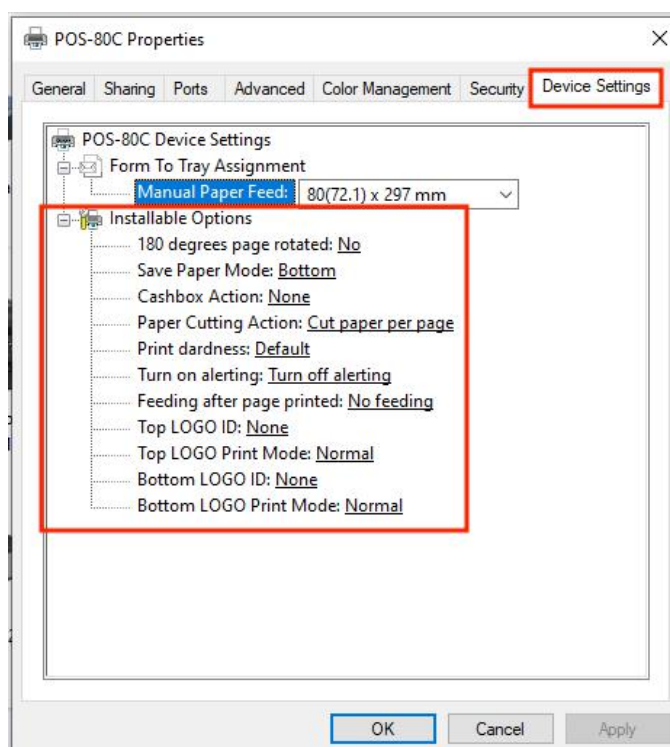 POS-80C Properties
General Sharing Ports Advanced Color Management Security Device Settings
POS-80C Device Settings
Form To Tray Assignment
Manual Paper Feed: 80(72.1) x 297 mm
Installable Options
180 degrees page rotated: No
Save Paper Mode: Bottom
Cashbox Action: None
Paper Cutting Action: Cut paper per page
Print dardness: Default
Turn on alerting: Turn off alerting
Feeding after page printed: No feeding
Top LOGO ID: None
Top LOGO Print Mode: Normal
Bottom LOGO ID: None
Bottom LOGO Print Mode: Normal
OK Cancel Apply